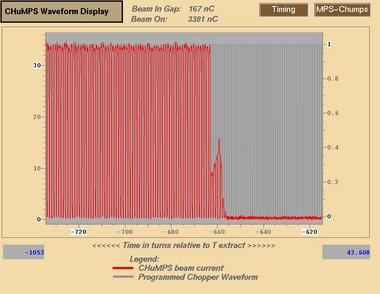 CHuMPS Waveform Display
Beam In Gap: 167 nC
Beam On: 3381 nC
Timing
MPS-Chumps
30
20
10
0
1
0.8
0.6
0.4
0.2
0
-720
-700
-680
-660
-640
-620
-1053
<<<<<< Time in turns relative to T extract >>>>>>
43.608
Legend:
CHuMPS beam current
Programmed Chopper Waveform